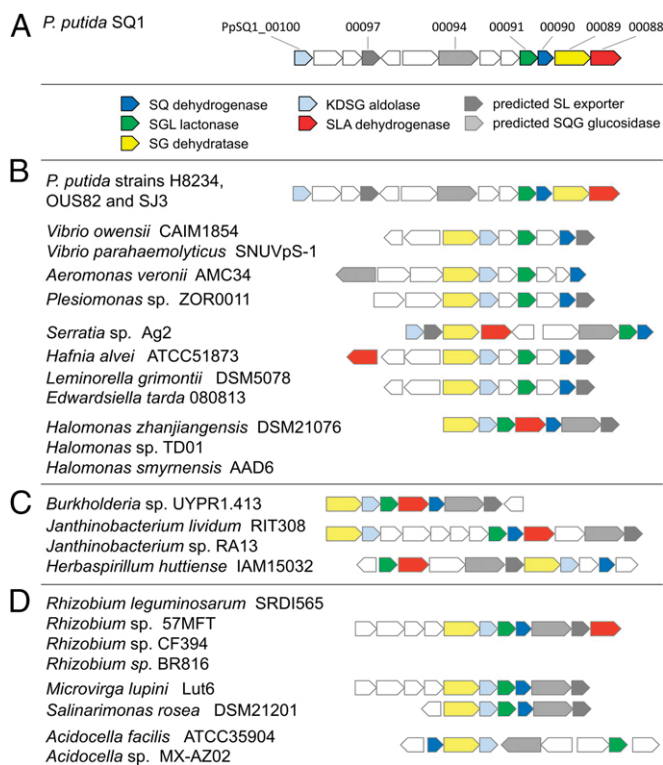 A
P. putida SQ1
PpSQ1_00100 00097 00094 00091 00090 00089 00088
SQ dehydrogenase KDSG aldolase predicted SL exporter
SGL lactonase SLA dehydrogenase predicted SQG glucosidase
SG dehydratase
B
P. putida strains H8234,
OUS82 and SJ3
Vibrio owensii CAIM1854
Vibrio parahaemolyticus SNUVpS-1
Aeromonas veronii AMC34
Plesiomonas sp. ZOR0011
Serratia sp. Ag2
Hafnia alvei ATCC51873
Leminorella grimontii DSM5078
Edwardsiella tarda 080813
Halomonas zhanjiangensis DSM21076
Halomonas sp. TD01
Halomonas smyrnensis AAD6
C
Burkholderia sp. UYPR1.413
Janthinobacterium lividum RIT308
Janthinobacterium sp. RA13
Herbaspirillum huttiense IAM15032
D
Rhizobium leguminosarum SRDI565
Rhizobium sp. 57MFT
Rhizobium sp. CF394
Rhizobium sp. BR816
Microvirga lupini Lut6
Salinarimonas rosea DSM21201
Acidocella facilis ATCC35904
Acidocella sp. MX-AZ02